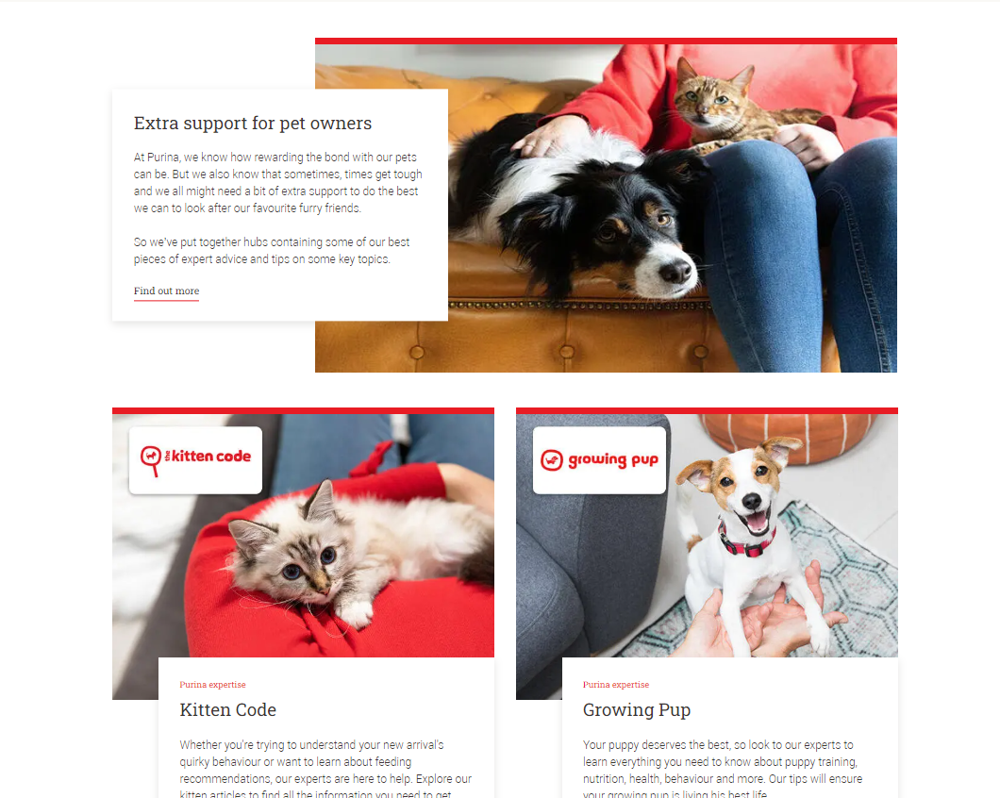 Extra support for pet owners
At Purina, we know how rewarding the bond with our pets
can be. But we also know that sometimes, times get tough
and we all might need a bit of extra support to do the best
we can to look after our favourite furry friends.
So we've put together hubs containing some of our best
pieces of expert advice and tips on some key topics.
Find out more
the kitten code
Purina expertise
Kitten Code
Whether you're trying to understand your new arrival's
quirky behaviour or want to learn about feeding
recommendations, our experts are here to help. Explore our
kitten articles to find all the information you need to get
growing pup
Purina expertise
Growing Pup
Your puppy deserves the best, so look to our experts to
learn everything you need to know about puppy training,
nutrition, health, behaviour and more. Our tips will ensure
your growing pup is living his best life.